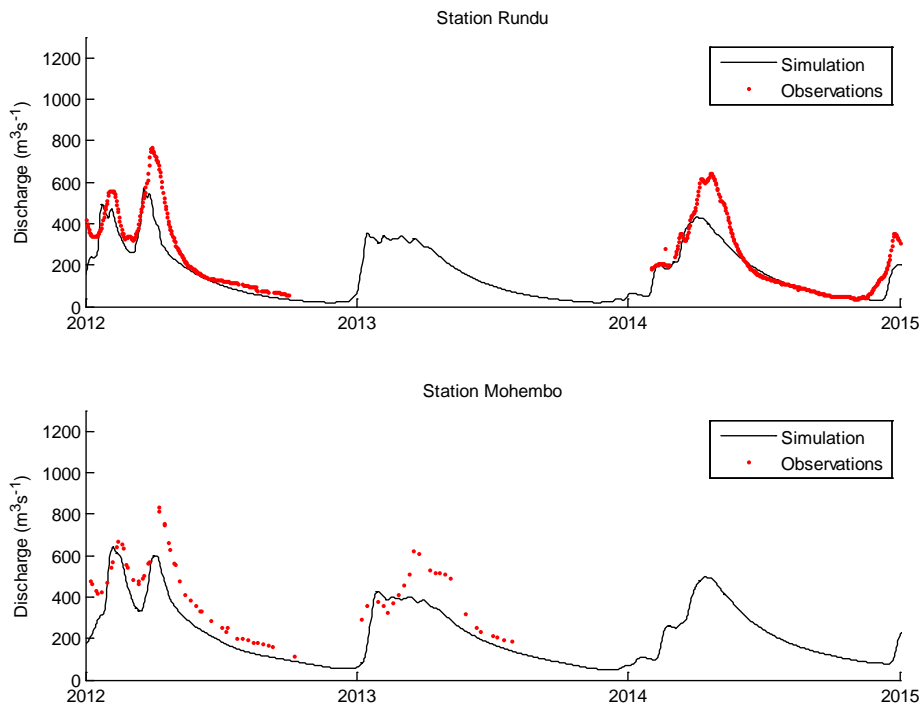 Station Rundu
1200
1000
800
600
400
200
0
Discharge (m³s⁻¹)
Simulation
Observations
2012
2013
2014
2015
Station Mohembo
1200
1000
800
600
400
200
0
Discharge (m³s⁻¹)
Simulation
Observations
2012
2013
2014
2015